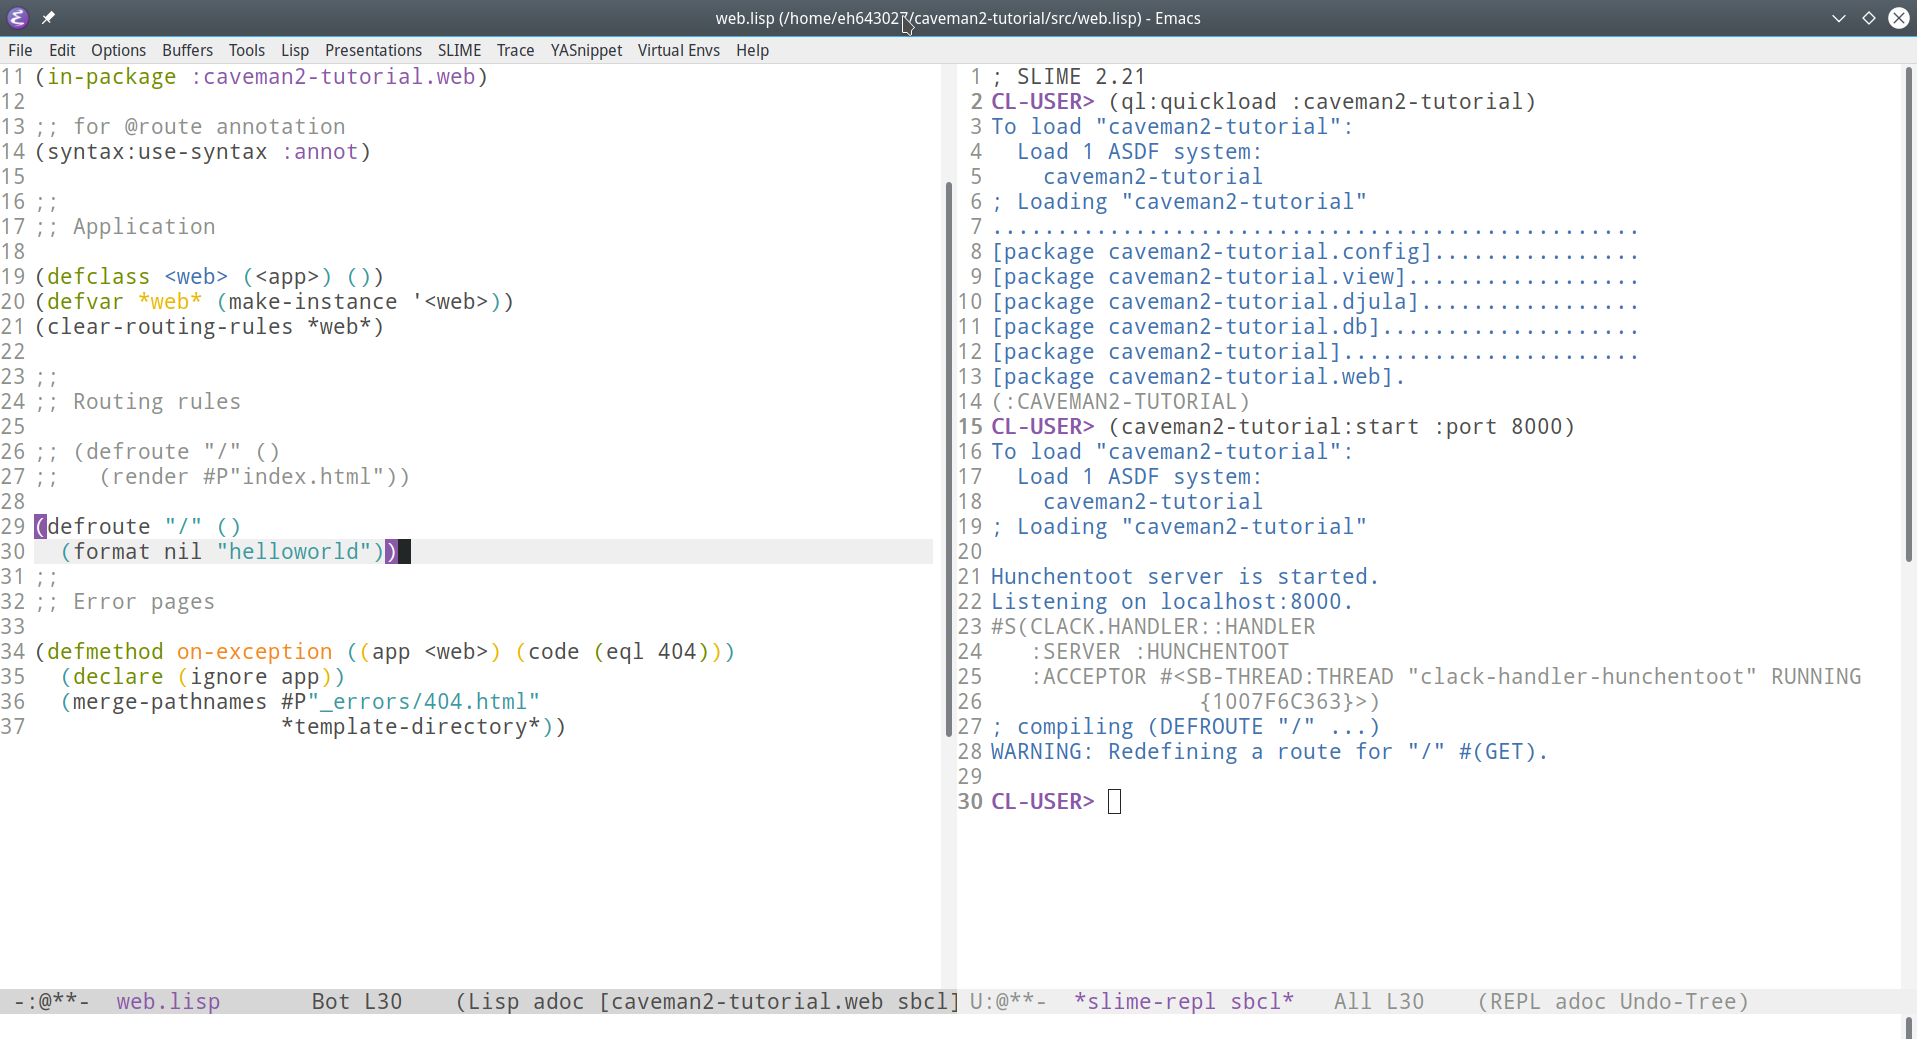 web.lisp (/home/eh643027/caveman2-tutorial/src/web.lisp) - Emacs
File Edit Options Buffers Tools Lisp Presentations SLIME Trace YASnippet Virtual Envs Help
11 (in-package :caveman2-tutorial.web)
12
13 ;; for @route annotation
14 (syntax:use-syntax :annot)
15
16 ;;
17 ;; Application
18
19 (defclass <web> (<app>) ())
20 (defvar *web* (make-instance '<web>))
21 (clear-routing-rules *web*)
22
23 ;;
24 ;; Routing rules
25
26 ;; (defroute "/" ()
27 ;;   (render #P"index.html"))
28
29 (defroute "/" ()
30   (format nil "helloworld"))
31 ;;
32 ;; Error pages
33
34 (defmethod on-exception ((app <web>) (code (eql 404)))
35   (declare (ignore app))
36   (merge-pathnames #P"_errors/404.html"
37                    *template-directory*))
-:@**-  web.lisp       Bot L30    (Lisp adoc [caveman2-tutorial.web sbcl]
1 ; SLIME 2.21
2 CL-USER> (ql:quickload :caveman2-tutorial)
3 To load "caveman2-tutorial":
4   Load 1 ASDF system:
5     caveman2-tutorial
6 ; Loading "caveman2-tutorial"
7 ..................................................
8 [package caveman2-tutorial.config]................
9 [package caveman2-tutorial.view]..................
10 [package caveman2-tutorial.djula].................
11 [package caveman2-tutorial.db]....................
12 [package caveman2-tutorial].......................
13 [package caveman2-tutorial.web].
14 (:CAVEMAN2-TUTORIAL)
15 CL-USER> (caveman2-tutorial:start :port 8000)
16 To load "caveman2-tutorial":
17   Load 1 ASDF system:
18     caveman2-tutorial
19 ; Loading "caveman2-tutorial"
20
21 Hunchentoot server is started.
22 Listening on localhost:8000.
23 #S(CLACK.HANDLER::HANDLER
24    :SERVER :HUNCHENTOOT
25    :ACCEPTOR #<SB-THREAD:THREAD "clack-handler-hunchentoot" RUNNING
26                 {1007F6C363}>)
27 ; compiling (DEFROUTE "/" ...)
28 WARNING: Redefining a route for "/" #(GET).
29
30 CL-USER>
U:@**-  *slime-repl sbcl*   All L30    (REPL adoc Undo-Tree)